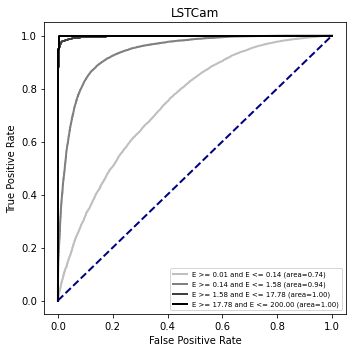 LSTCam
1.0
0.8
0.6
0.4
0.2
0.0
True Positive Rate
E >= 0.01 and E <= 0.14 (area=0.74)
E >= 0.14 and E <= 1.58 (area=0.94)
E >= 1.58 and E <= 17.78 (area=1.00)
E >= 17.78 and E <= 200.00 (area=1.00)
0.0 0.2 0.4 0.6 0.8 1.0
False Positive Rate